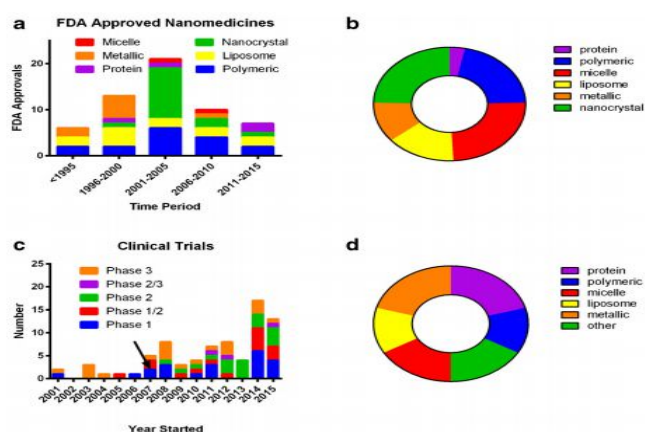 a FDA Approved Nanomedicines
Micelle
Metallic
Protein
Nanocrystal
Liposome
Polymeric
FDA Approvals
20
10
0
<1995
1996-2000
2001-2005
2006-2010
2011-2015
Time Period
b
protein
polymeric
micelle
liposome
metallic
nanocrystal
c Clinical Trials
Phase 3
Phase 2/3
Phase 2
Phase 1/2
Phase 1
Number
25
20
15
10
5
0
2001
2002
2003
2004
2005
2006
2007
2008
2009
2010
2011
2012
2013
2014
2015
Year Started
d
protein
polymeric
micelle
liposome
metallic
other